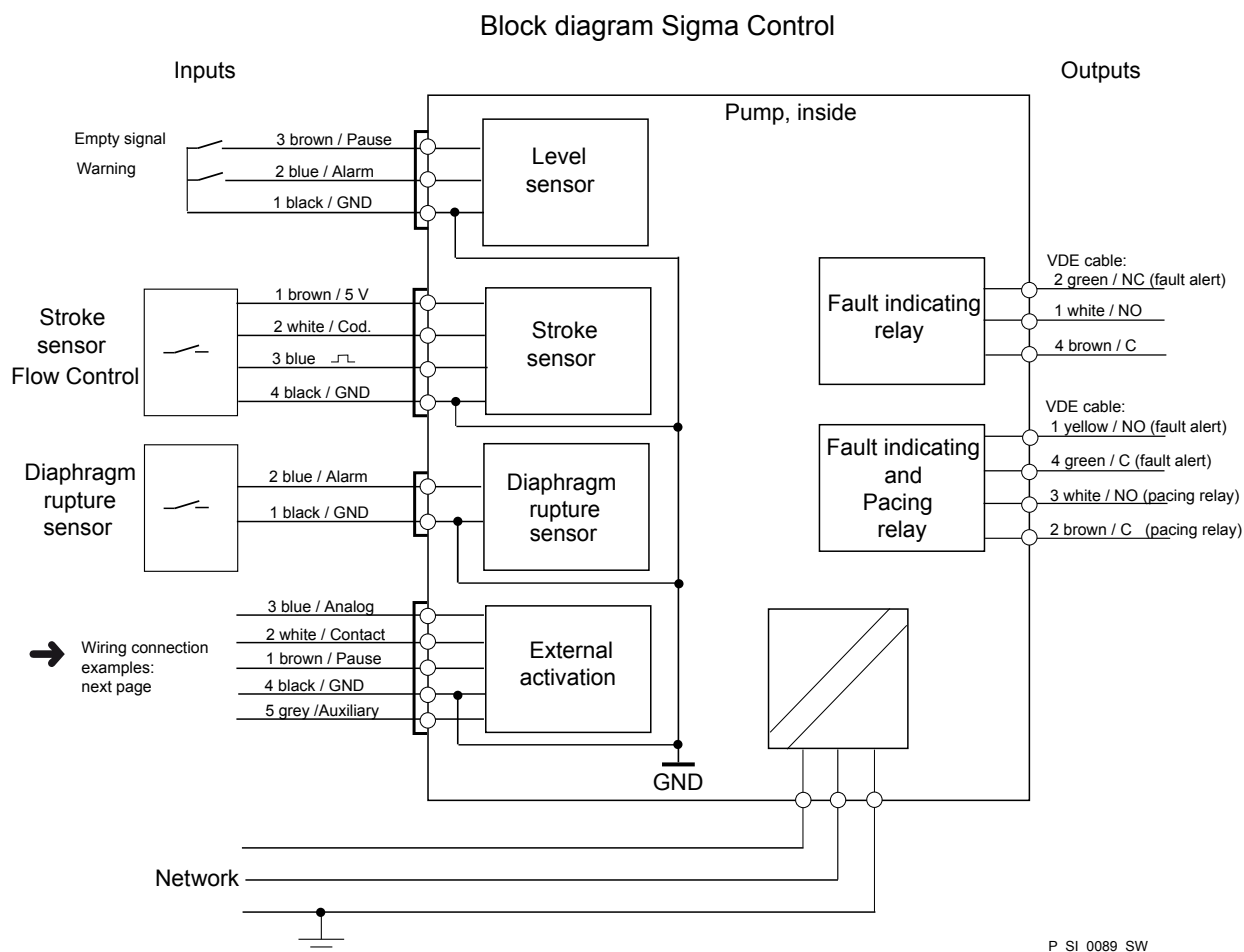 Block diagram Sigma Control
Inputs
Outputs
Pump, inside
Empty signal
Warning
3 brown / Pause
2 blue / Alarm
1 black / GND
Level
sensor
Stroke
sensor
Flow Control
1 brown / 5 V
2 white / Cod.
3 blue
4 black / GND
Stroke
sensor
Diaphragm
rupture
sensor
2 blue / Alarm
1 black / GND
Diaphragm
rupture
sensor
Wiring connection
examples:
next page
3 blue / Analog
2 white / Contact
1 brown / Pause
4 black / GND
5 grey /Auxiliary
External
activation
GND
Fault indicating
relay
VDE cable:
2 green / NC (fault alert)
1 white / NO
4 brown / C
Fault indicating
and
Pacing
relay
VDE cable:
1 yellow / NO (fault alert)
4 green / C (fault alert)
3 white / NO (pacing relay)
2 brown / C (pacing relay)
Network
P_SI_0089_SW